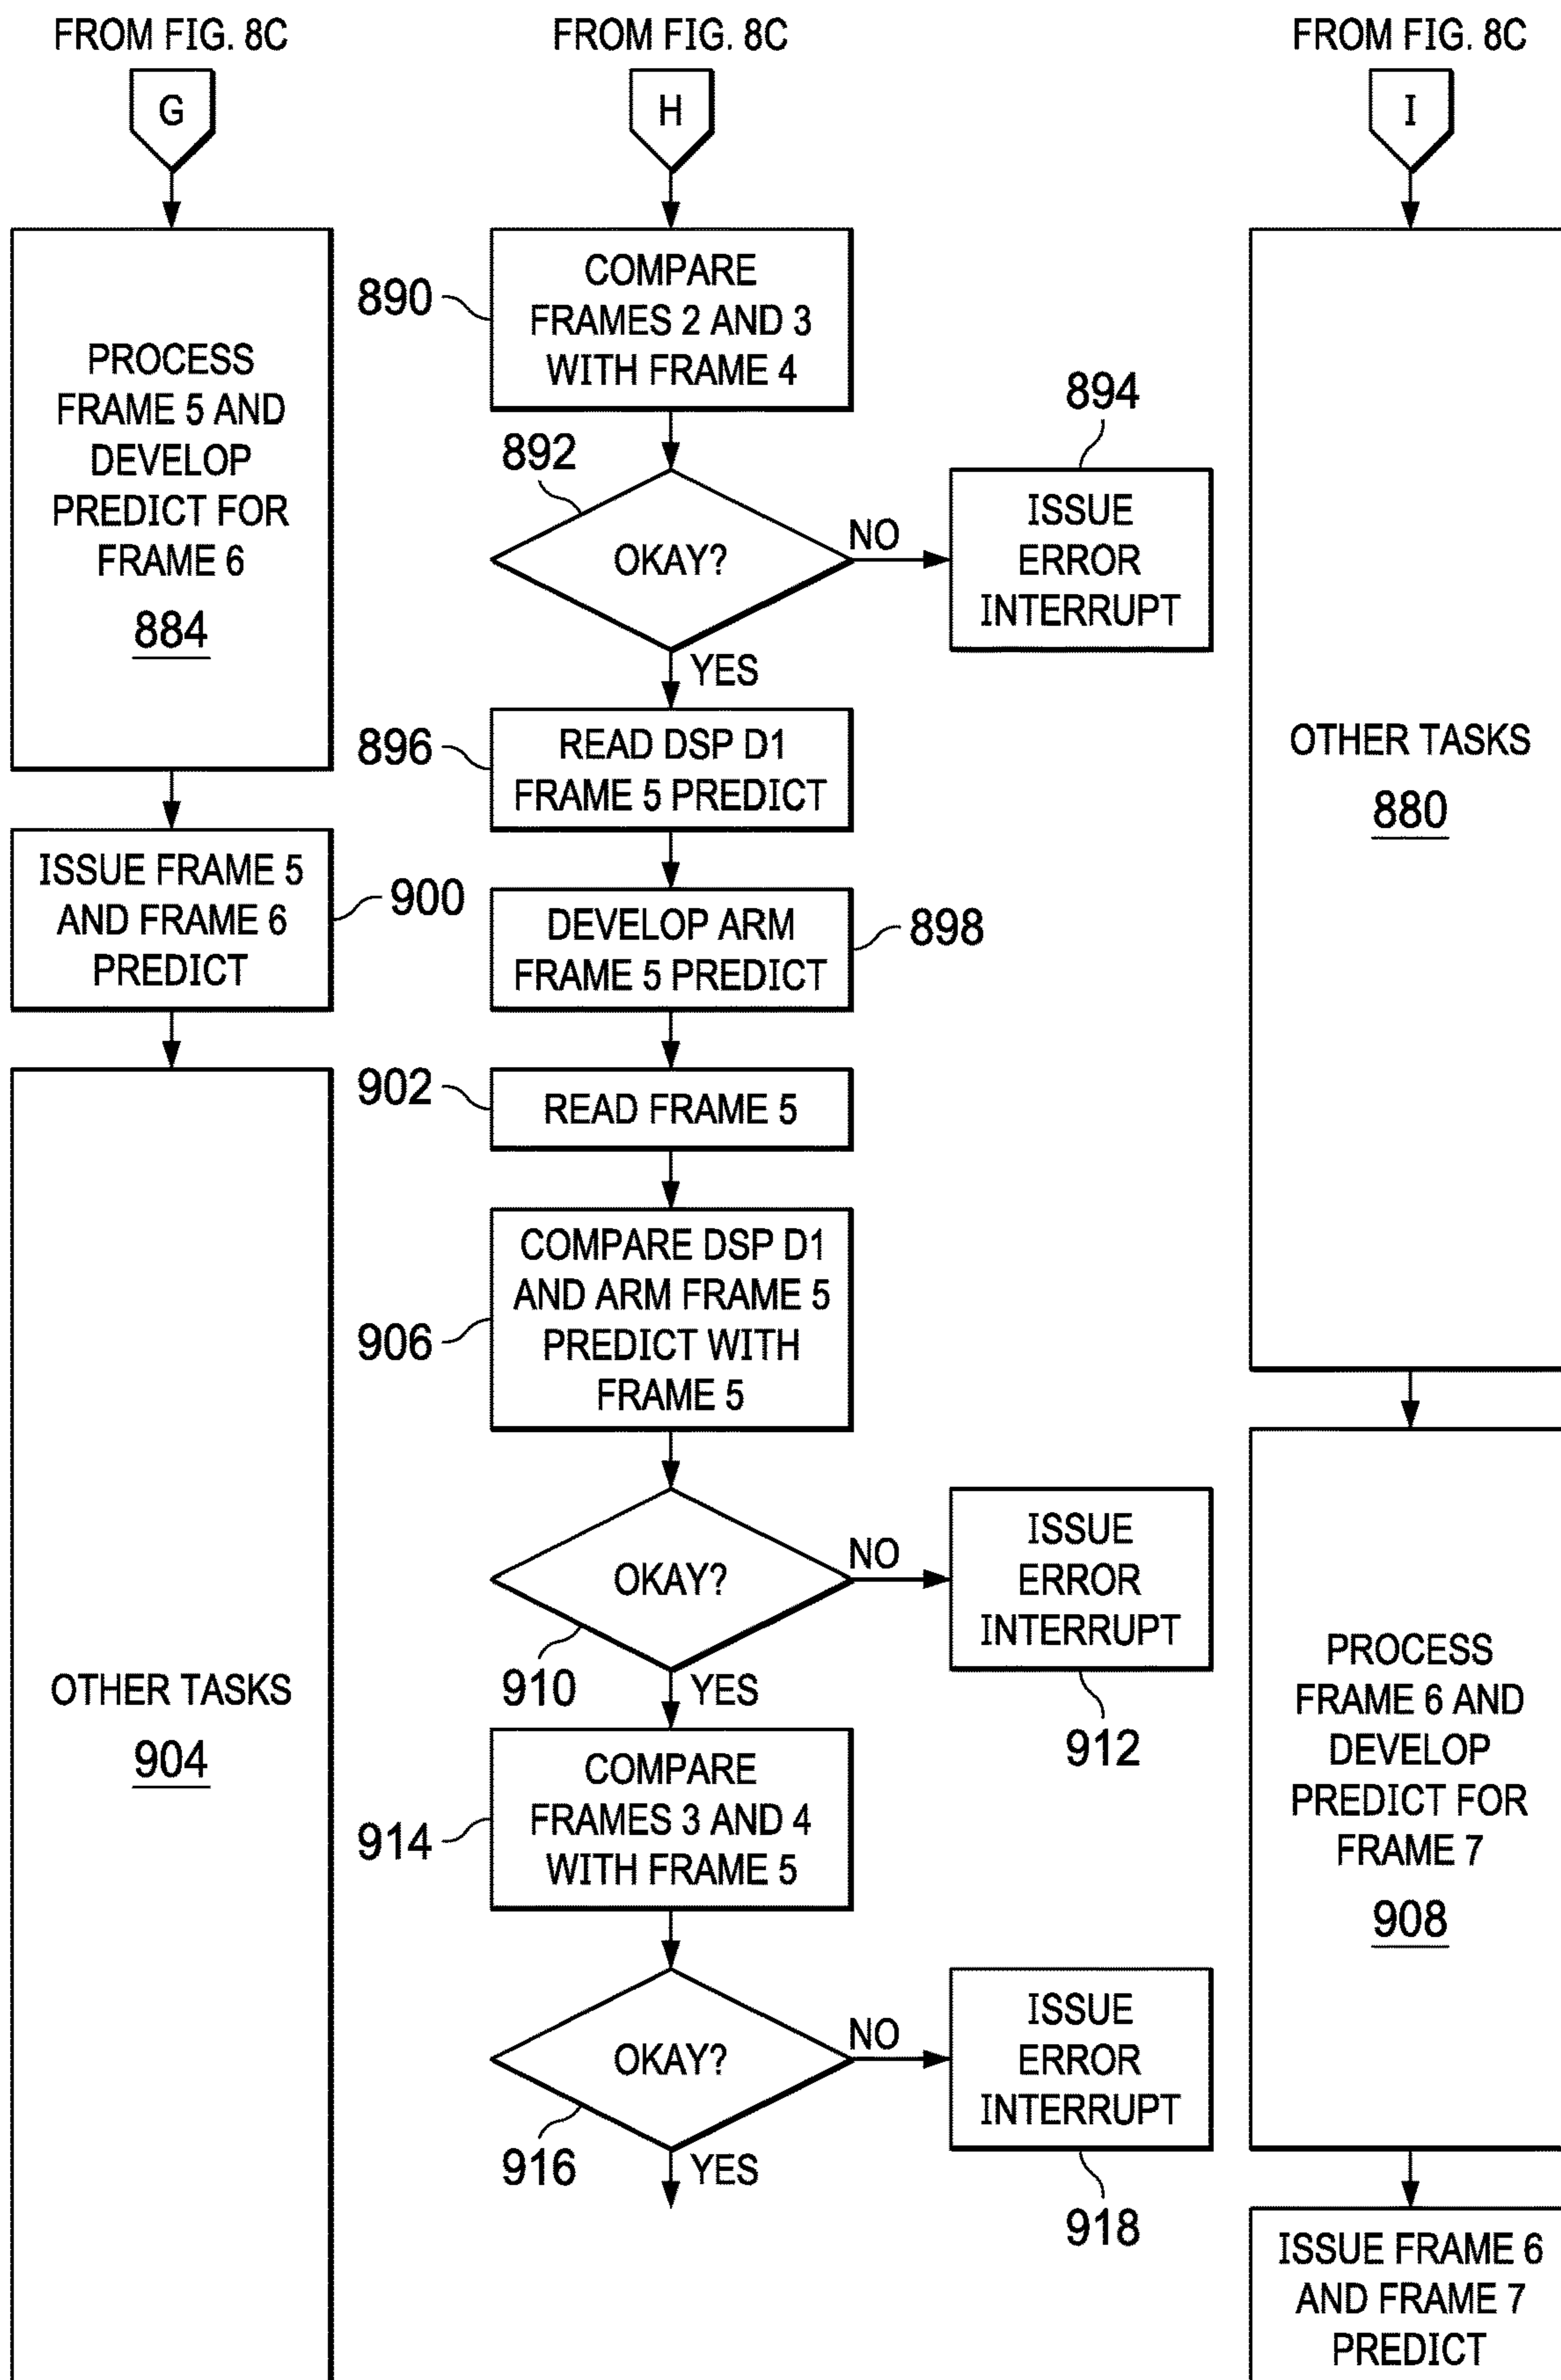 FROM FIG. 8C
G
PROCESS
FRAME 5 AND
DEVELOP
PREDICT FOR
FRAME 6
884
ISSUE FRAME 5
AND FRAME 6
PREDICT
900
OTHER TASKS
904
FROM FIG. 8C
H
COMPARE
FRAMES 2 AND 3
WITH FRAME 4
890
892
OKAY?
NO
894
ISSUE
ERROR
INTERRUPT
YES
896
READ DSP D1
FRAME 5 PREDICT
DEVELOP ARM
FRAME 5 PREDICT
898
902
READ FRAME 5
COMPARE DSP D1
AND ARM FRAME 5
PREDICT WITH
FRAME 5
906
OKAY?
910
NO
ISSUE
ERROR
INTERRUPT
912
YES
COMPARE
FRAMES 3 AND 4
WITH FRAME 5
914
OKAY?
916
NO
ISSUE
ERROR
INTERRUPT
918
YES
FROM FIG. 8C
I
OTHER TASKS
880
PROCESS
FRAME 6 AND
DEVELOP
PREDICT FOR
FRAME 7
908
ISSUE FRAME 6
AND FRAME 7
PREDICT